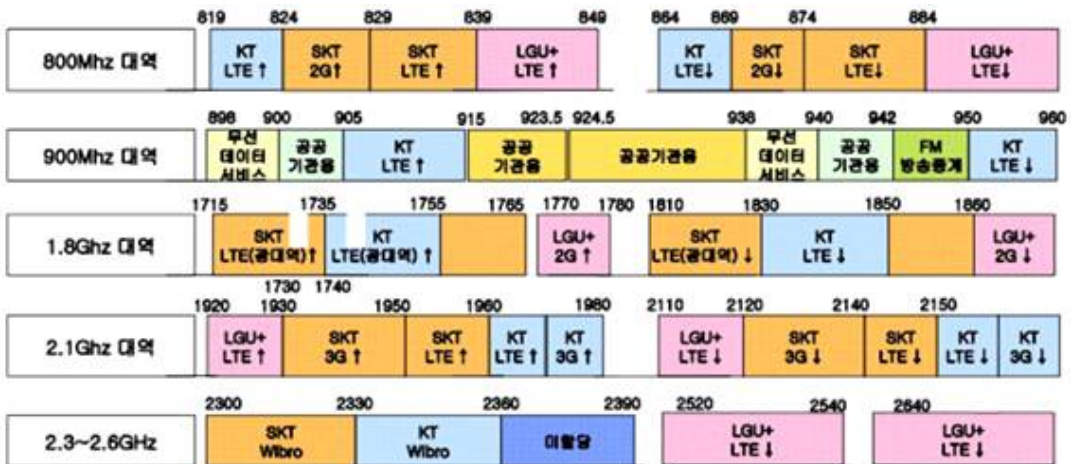 819 824 829 839 849 864 869 874 884
800Mhz 대역
KT SKT SKT LGU+ KT SKT SKT LGU+
LTE ↑ 2G↑ LTE ↑ LTE ↑ LTE↓ 2G↓ LTE↓ LTE↓
898 900 905 915 923.5 924.5 938 940 942 950 960
900Mhz 대역
무선 데이터 서비스 공공 기관용 KT LTE ↑ 공공 기관용 공공기관용 무선 데이터 서비스 공공 기관용 FM 방송중계 KT LTE ↓
1715 1735 1755 1765 1770 1780 1810 1830 1850 1860
1.8Ghz 대역
SKT KT LGU+ SKT KT LGU+
LTE(광대역)↑ LTE(광대역) ↑ 2G ↑ LTE(광대역) ↓ LTE ↓ 2G ↓
1730 1740
1920 1930 1950 1960 1980 2110 2120 2140 2150
2.1Ghz 대역
LGU+ SKT SKT KT KT LGU+ SKT SKT KT KT
LTE ↑ 3G ↑ LTE ↑ LTE ↑ 3G ↑ LTE ↓ 3G ↓ LTE ↓ LTE ↓ 3G ↓
2300 2330 2360 2390 2520 2540 2640
2.3~2.6GHz
SKT KT 미할당 LGU+ LGU+
Wibro Wibro LTE ↓ LTE ↓